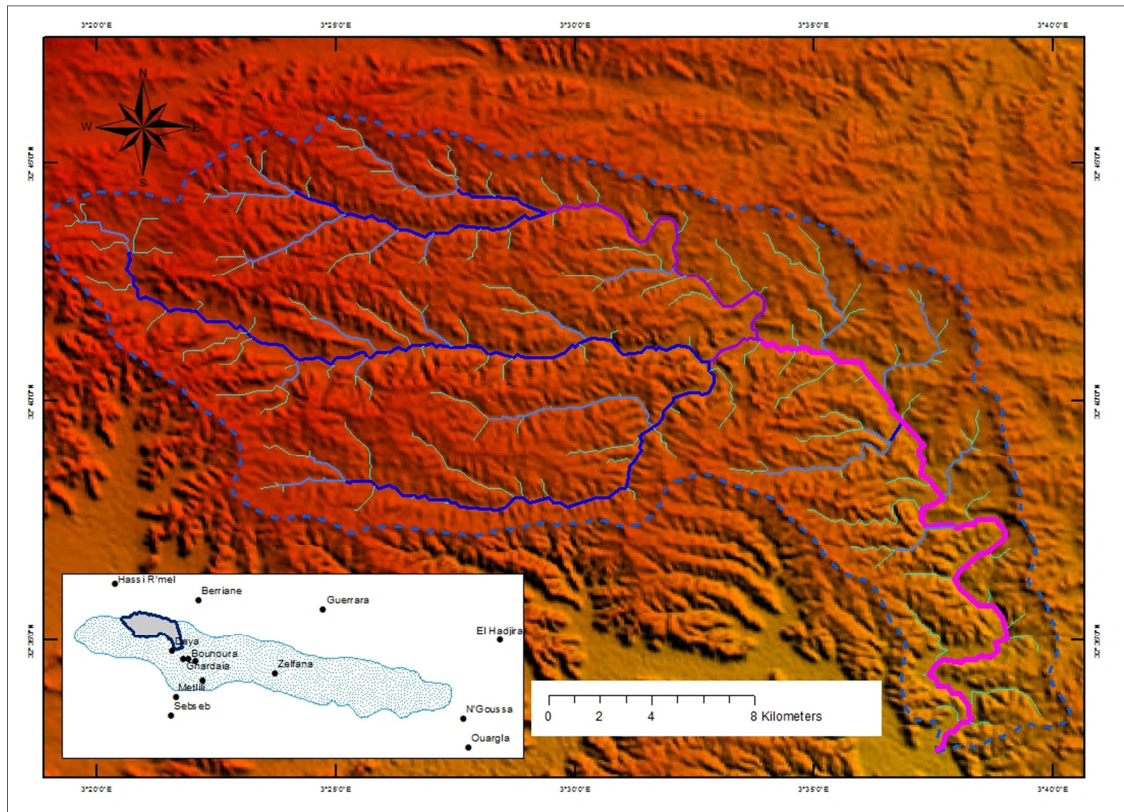 3°20'0"E 3°25'0"E 3°30'0"E 3°35'0"E 3°40'0"E
N
W E
S
Hassi R'mel
Berriane
Guerrara
El Hadjira
Daya
Bounoura
Ghardaia
Zelfana
Metlili
Sebseb
N'Goussa
Ouargla
0 2 4 8 Kilometers
3°20'0"E 3°25'0"E 3°30'0"E 3°35'0"E 3°40'0"E